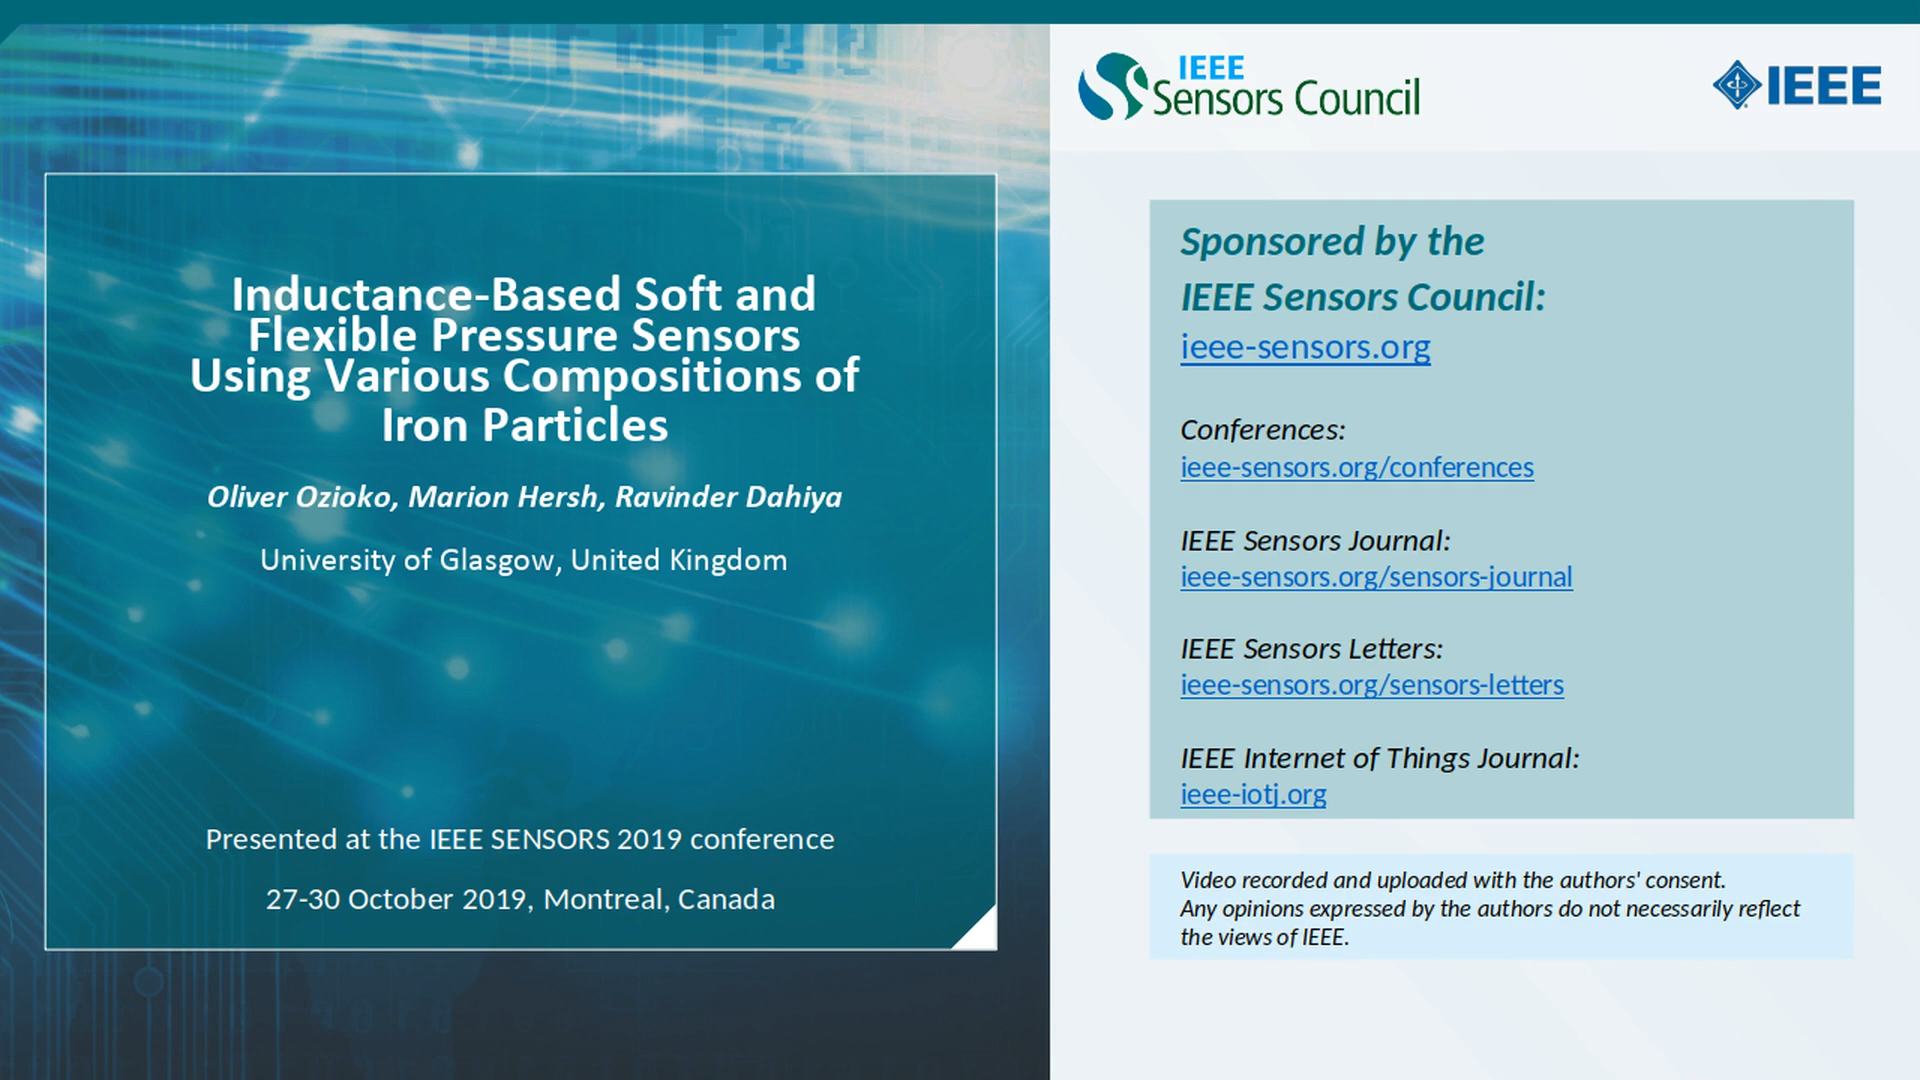 Inductance-Based Soft and
Flexible Pressure Sensors
Using Various Compositions of
Iron Particles
Oliver Ozioko, Marion Hersh, Ravinder Dahiya
University of Glasgow, United Kingdom
Presented at the IEEE SENSORS 2019 conference
27-30 October 2019, Montreal, Canada
IEEE
Sensors Council
IEEE
Sponsored by the
IEEE Sensors Council:
ieee-sensors.org
Conferences:
ieee-sensors.org/conferences
IEEE Sensors Journal:
ieee-sensors.org/sensors-journal
IEEE Sensors Letters:
ieee-sensors.org/sensors-letters
IEEE Internet of Things Journal:
ieee-iotj.org
Video recorded and uploaded with the authors' consent.
Any opinions expressed by the authors do not necessarily reflect
the views of IEEE.